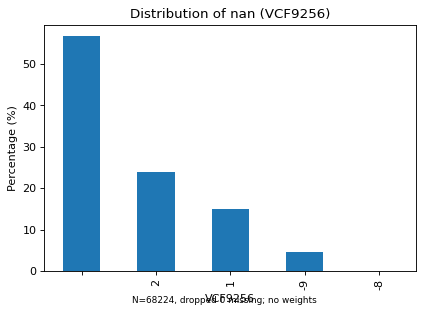 Distribution of nan (VCF9256)
Percentage (%)
50
40
30
20
10
0
2
1
-9
-8
VCF9256
N=68224, dropped 0 missing; no weights